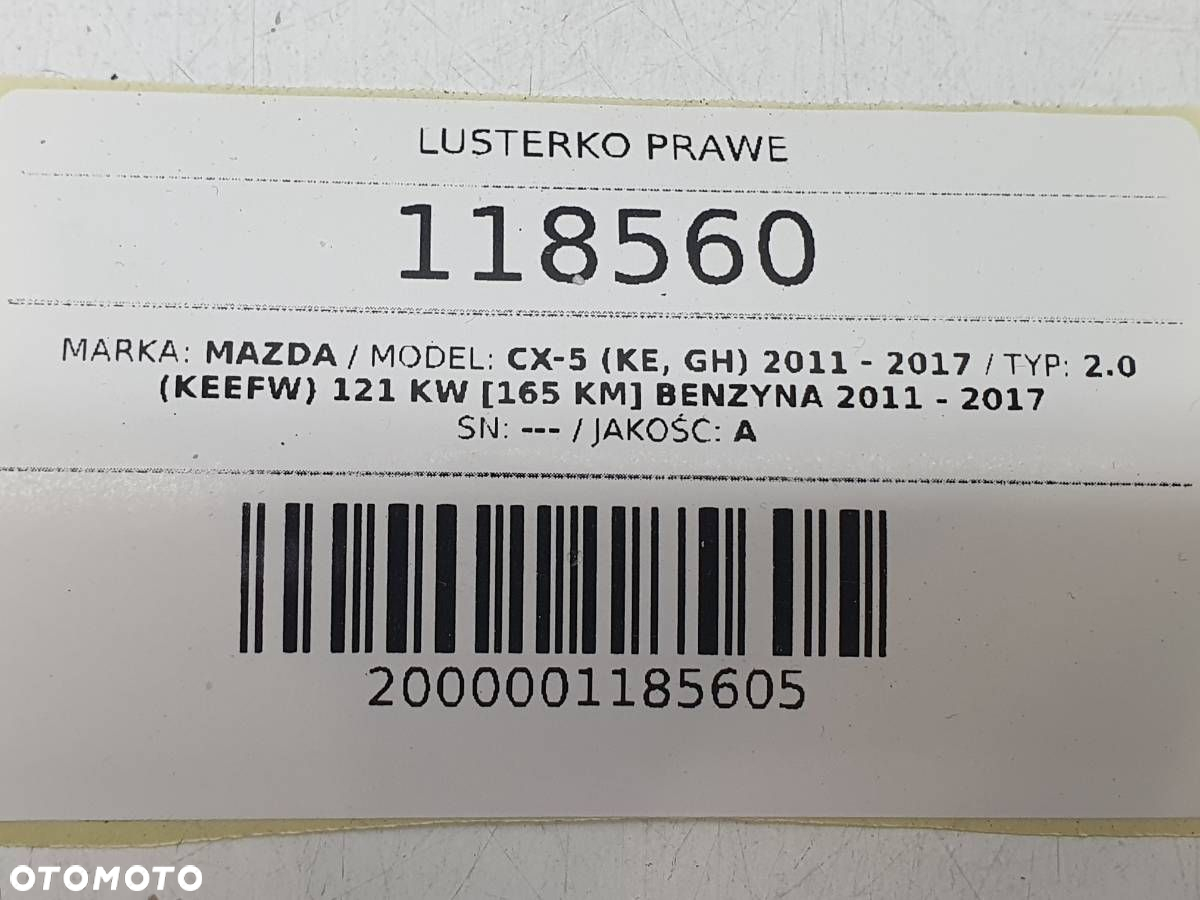 LUSTERKO PRAWE
118560
MARKA: MAZDA / MODEL: CX-5 (KE, GH) 2011 - 2017 / TYP: 2.0
(KEEFW) 121 KW [165 KM] BENZYNA 2011 - 2017
SN: --- / JAKOŚĆ: A
2000001185605
OTOMOTO